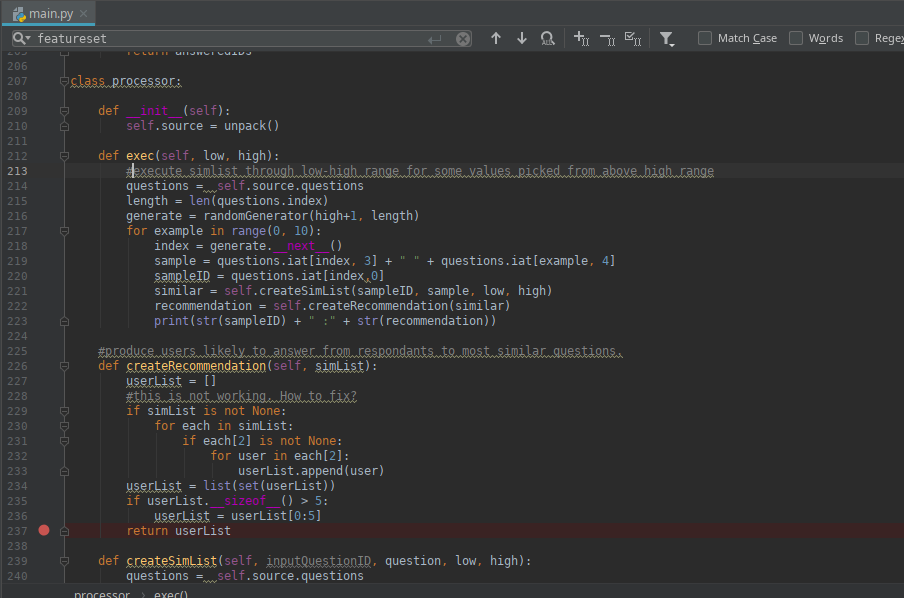 main.py
featureset
Match Case
Words
Regex
return answeredIDs
206
207 class processor:
208
209     def __init__(self):
210         self.source = unpack()
211
212     def exec(self, low, high):
213         #execute simlist through low-high range for some values picked from above high range
214         questions = self.source.questions
215         length = len(questions.index)
216         generate = randomGenerator(high+1, length)
217         for example in range(0, 10):
218             index = generate.__next__()
219             sample = questions.iat[index, 3] + " " + questions.iat[example, 4]
220             sampleID = questions.iat[index,0]
221             similar = self.createSimList(sampleID, sample, low, high)
222             recommendation = self.createRecommendation(similar)
223             print(str(sampleID) + " :" + str(recommendation))
224
225     #produce users likely to answer from respondants to most similar questions.
226     def createRecommendation(self, simList):
227         userList = []
228         #this is not working. How to fix?
229         if simList is not None:
230             for each in simList:
231                 if each[2] is not None:
232                     for user in each[2]:
233                         userList.append(user)
234         userList = list(set(userList))
235         if userList.__sizeof__() > 5:
236             userList = userList[0:5]
237         return userList
238
239     def createSimList(self, inputQuestionID, question, low, high):
240         questions = self.source.questions
processor > exec()